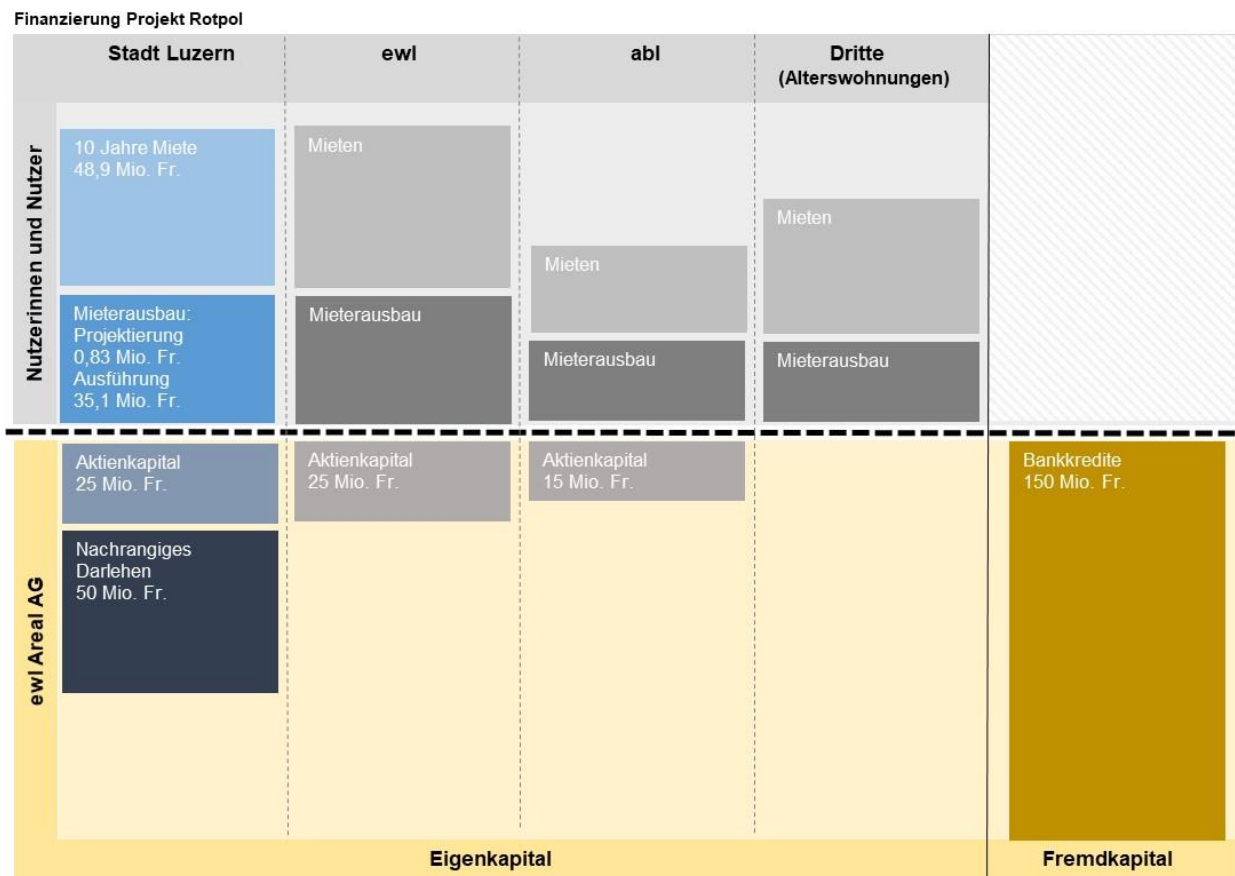 Finanzierung Projekt Rotpol
Stadt Luzern
ewl
abl
Dritte
(Alterswohnungen)
Nutzerinnen und Nutzer
10 Jahre Miete
48,9 Mio. Fr.
Mieten
Mieten
Mieten
Mieterausbau:
Projektierung
0,83 Mio. Fr.
Ausführung
35,1 Mio. Fr.
Mieterausbau
Mieterausbau
Mieterausbau
ewl Areal AG
Aktienkapital
25 Mio. Fr.
Aktienkapital
25 Mio. Fr.
Aktienkapital
15 Mio. Fr.
Bankkredite
150 Mio. Fr.
Nachrangiges
Darlehen
50 Mio. Fr.
Eigenkapital
Fremdkapital